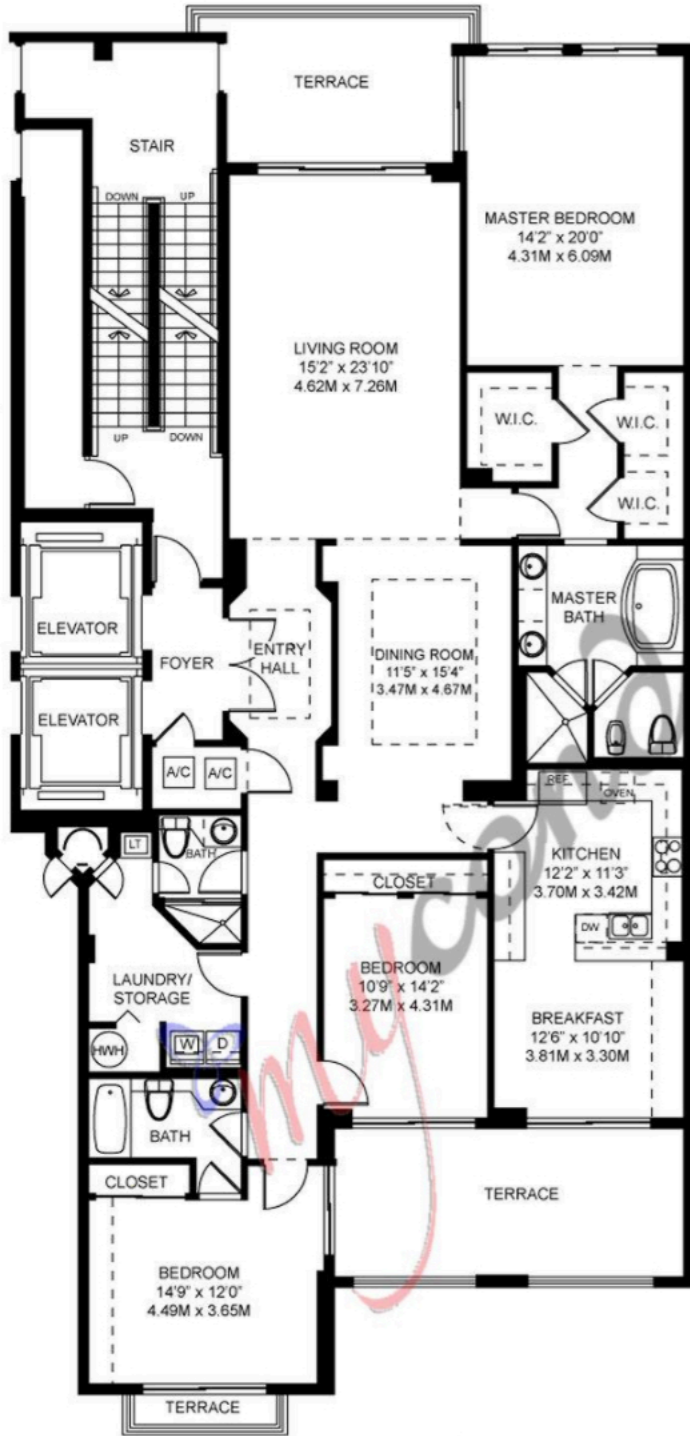 TERRACE
STAIR
DOWN
UP
MASTER BEDROOM
14'2" x 20'0"
4.31M x 6.09M
LIVING ROOM
15'2" x 23'10"
4.62M x 7.26M
W.I.C.
W.I.C.
UP
DOWN
W.I.C.
ELEVATOR
MASTER
BATH
FOYER
ENTRY
HALL
DINING ROOM
11'5" x 15'4"
3.47M x 4.67M
ELEVATOR
A/C
A/C
REF.
OVEN
LT
BATH
KITCHEN
12'2" x 11'3"
3.70M x 3.42M
CLOSET
DW
BEDROOM
10'9" x 14'2"
3.27M x 4.31M
LAUNDRY/
STORAGE
BREAKFAST
12'6" x 10'10"
3.81M x 3.30M
HWH
W
D
BATH
CLOSET
TERRACE
BEDROOM
14'9" x 12'0"
4.49M x 3.65M
TERRACE
my condo